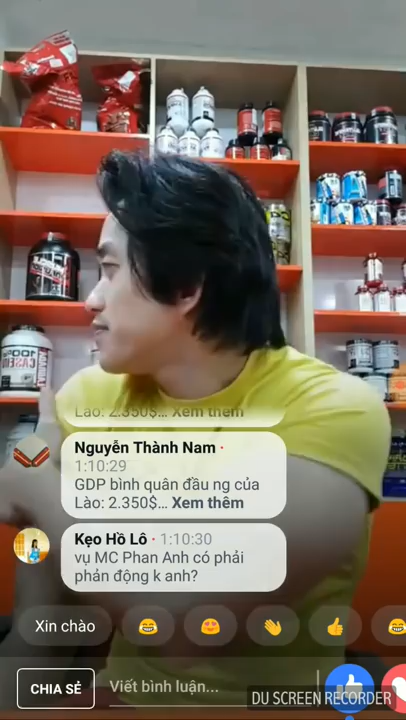 100%
CASEIN
Lào: 2.350$... Xem thêm
Nguyễn Thành Nam ·
1:10:29
GDP bình quân đầu ng của
Lào: 2.350$... Xem thêm
Kẹo Hồ Lô · 1:10:30
vụ MC Phan Anh có phải
phản động k anh?
Xin chào
CHIA SẺ
Viết bình luận...
DU SCREEN RECORDER